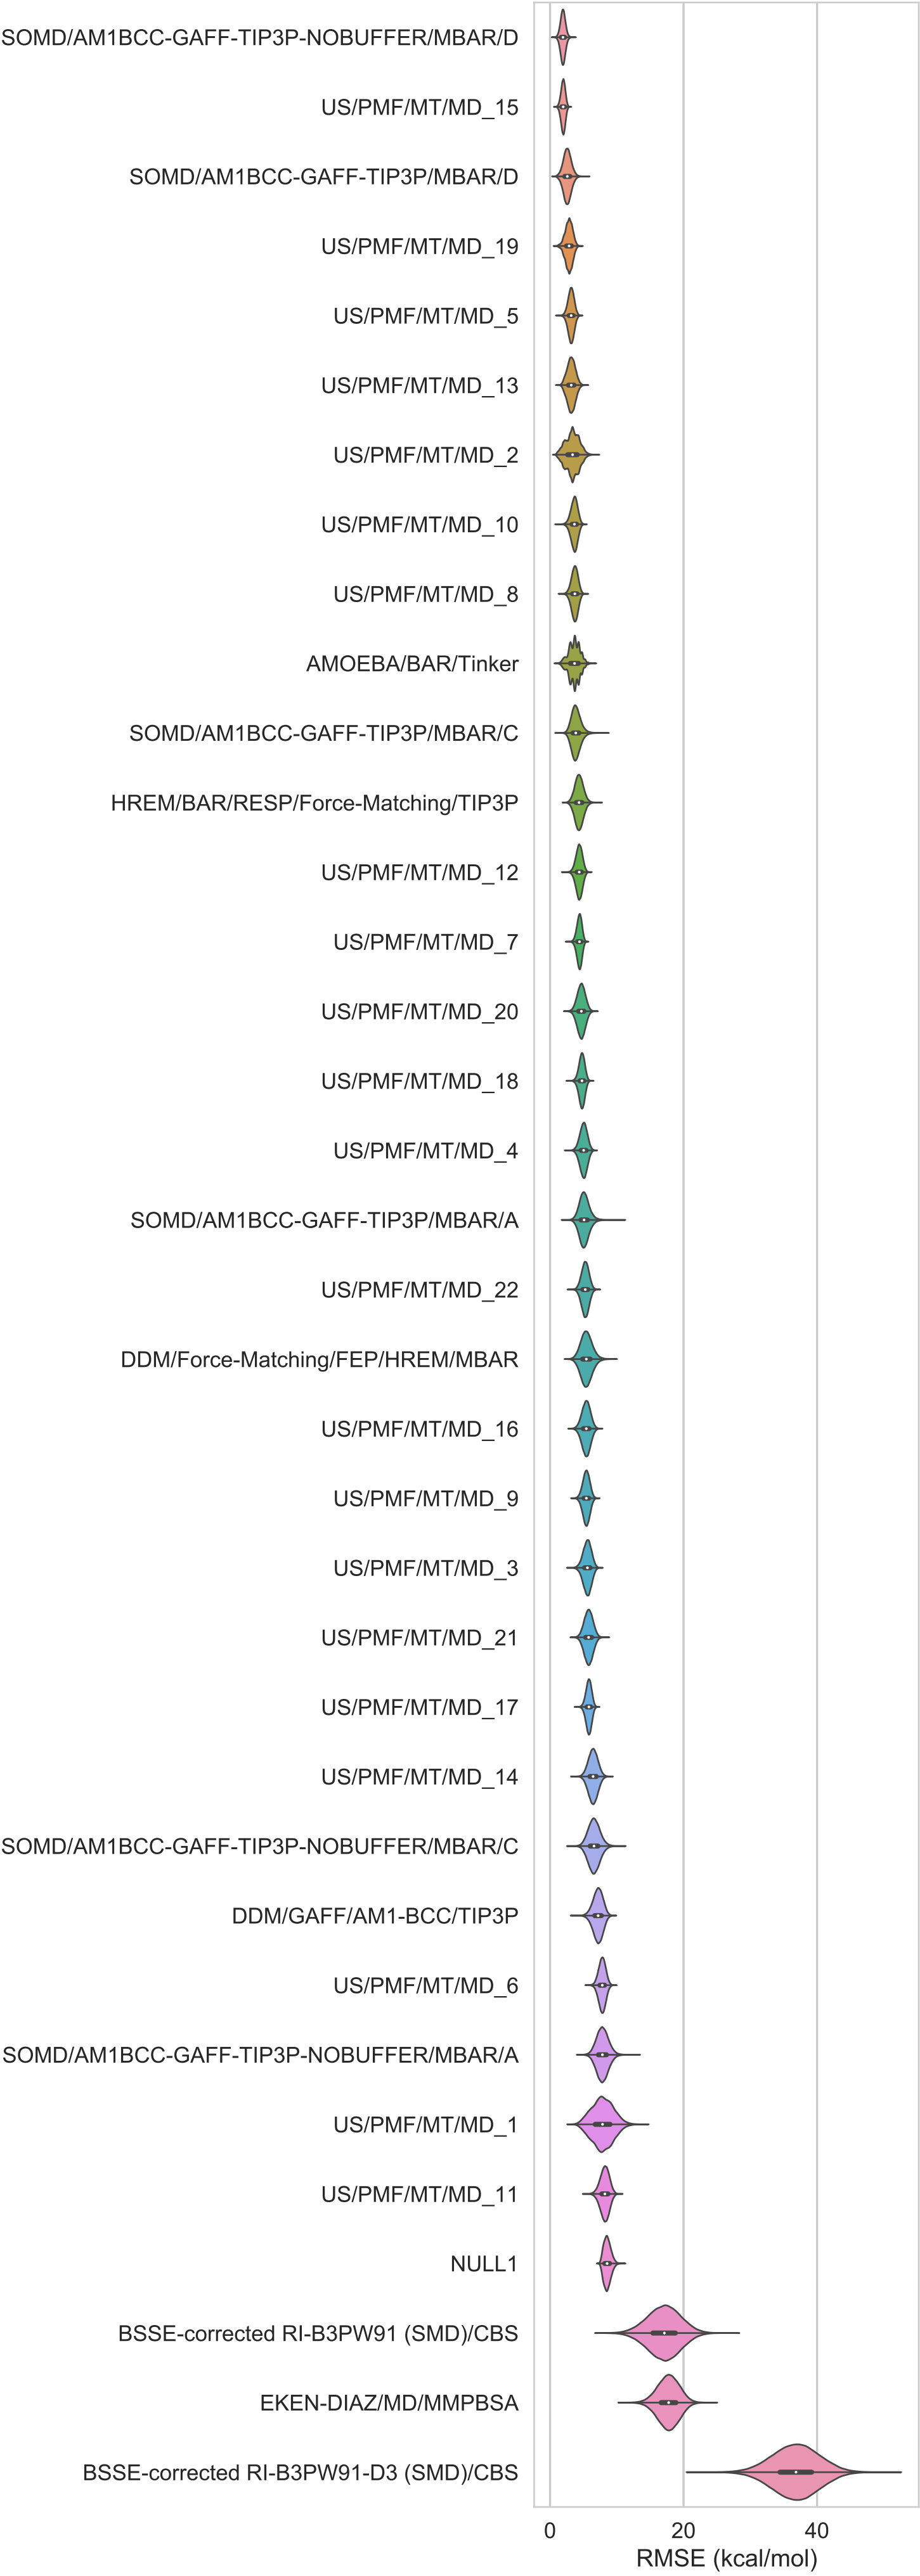 SOMD/AM1BCC-GAFF-TIP3P-NOBUFFER/MBAR/D
US/PMF/MT/MD_15
SOMD/AM1BCC-GAFF-TIP3P/MBAR/D
US/PMF/MT/MD_19
US/PMF/MT/MD_5
US/PMF/MT/MD_13
US/PMF/MT/MD_2
US/PMF/MT/MD_10
US/PMF/MT/MD_8
AMOEBA/BAR/Tinker
SOMD/AM1BCC-GAFF-TIP3P/MBAR/C
HREM/BAR/RESP/Force-Matching/TIP3P
US/PMF/MT/MD_12
US/PMF/MT/MD_7
US/PMF/MT/MD_20
US/PMF/MT/MD_18
US/PMF/MT/MD_4
SOMD/AM1BCC-GAFF-TIP3P/MBAR/A
US/PMF/MT/MD_22
DDM/Force-Matching/FEP/HREM/MBAR
US/PMF/MT/MD_16
US/PMF/MT/MD_9
US/PMF/MT/MD_3
US/PMF/MT/MD_21
US/PMF/MT/MD_17
US/PMF/MT/MD_14
SOMD/AM1BCC-GAFF-TIP3P-NOBUFFER/MBAR/C
DDM/GAFF/AM1-BCC/TIP3P
US/PMF/MT/MD_6
SOMD/AM1BCC-GAFF-TIP3P-NOBUFFER/MBAR/A
US/PMF/MT/MD_1
US/PMF/MT/MD_11
NULL1
BSSE-corrected RI-B3PW91 (SMD)/CBS
EKEN-DIAZ/MD/MMPBSA
BSSE-corrected RI-B3PW91-D3 (SMD)/CBS
0 20 40
RMSE (kcal/mol)